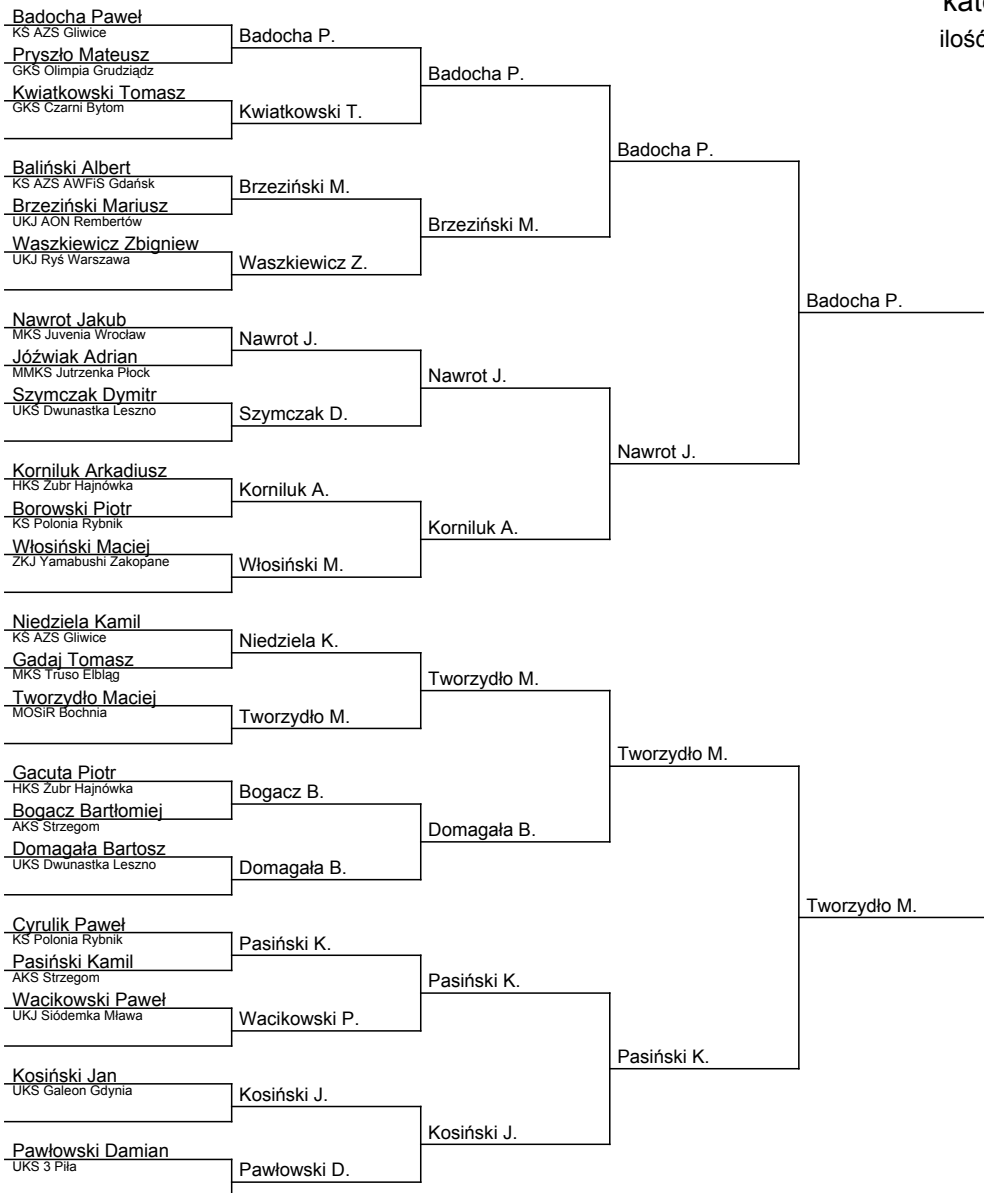 kate
ilość
Badocha Paweł
KS AZS Gliwice
Badocha P.
Pryszło Mateusz
GKS Olimpia Grudziądz
Badocha P.
Kwiatkowski Tomasz
GKS Czarni Bytom
Kwiatkowski T.
Badocha P.
Baliński Albert
KS AZS AWFiS Gdańsk
Brzeziński M.
Brzeziński Mariusz
UKJ AON Rembertów
Brzeziński M.
Waszkiewicz Zbigniew
UKJ Ryś Warszawa
Waszkiewicz Z.
Badocha P.
Nawrot Jakub
MKS Juvenia Wrocław
Nawrot J.
Jóźwiak Adrian
MMKS Jutrzenka Płock
Nawrot J.
Szymczak Dymitr
UKS Dwunastka Leszno
Szymczak D.
Nawrot J.
Korniluk Arkadiusz
HKS Żubr Hajnówka
Korniluk A.
Borowski Piotr
KS Polonia Rybnik
Korniluk A.
Włosiński Maciej
ZKJ Yamabushi Zakopane
Włosiński M.
Niedziela Kamil
KS AZS Gliwice
Niedziela K.
Gadaj Tomasz
MKS Truso Elbląg
Tworzydło M.
Tworzydło Maciej
MOSiR Bochnia
Tworzydło M.
Tworzydło M.
Gacuta Piotr
HKS Żubr Hajnówka
Bogacz B.
Bogacz Bartłomiej
AKS Strzegom
Domagała B.
Domagała Bartosz
UKS Dwunastka Leszno
Domagała B.
Tworzydło M.
Cyrulik Paweł
KS Polonia Rybnik
Pasiński K.
Pasiński Kamil
AKS Strzegom
Pasiński K.
Wacikowski Paweł
UKJ Siódemka Mława
Wacikowski P.
Pasiński K.
Kosiński Jan
UKS Galeon Gdynia
Kosiński J.
Kosiński J.
Pawłowski Damian
UKS 3 Piła
Pawłowski D.